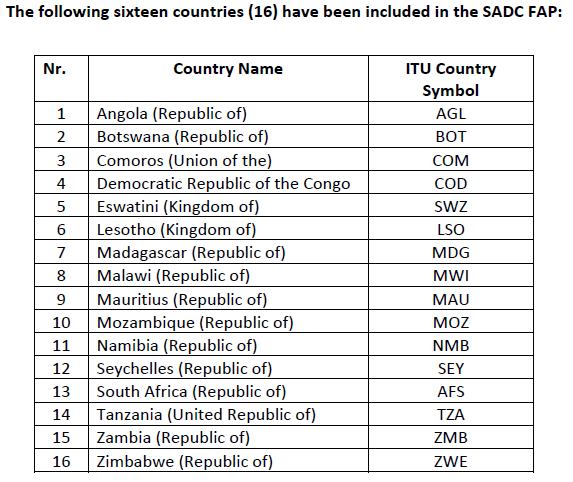 The following sixteen countries (16) have been included in the SADC FAP:
Nr. Country Name ITU Country
Symbol
1 Angola (Republic of) AGL
2 Botswana (Republic of) BOT
3 Comoros (Union of the) COM
4 Democratic Republic of the Congo COD
5 Eswatini (Kingdom of) SWZ
6 Lesotho (Kingdom of) LSO
7 Madagascar (Republic of) MDG
8 Malawi (Republic of) MWI
9 Mauritius (Republic of) MAU
10 Mozambique (Republic of) MOZ
11 Namibia (Republic of) NMB
12 Seychelles (Republic of) SEY
13 South Africa (Republic of) AFS
14 Tanzania (United Republic of) TZA
15 Zambia (Republic of) ZMB
16 Zimbabwe (Republic of) ZWE